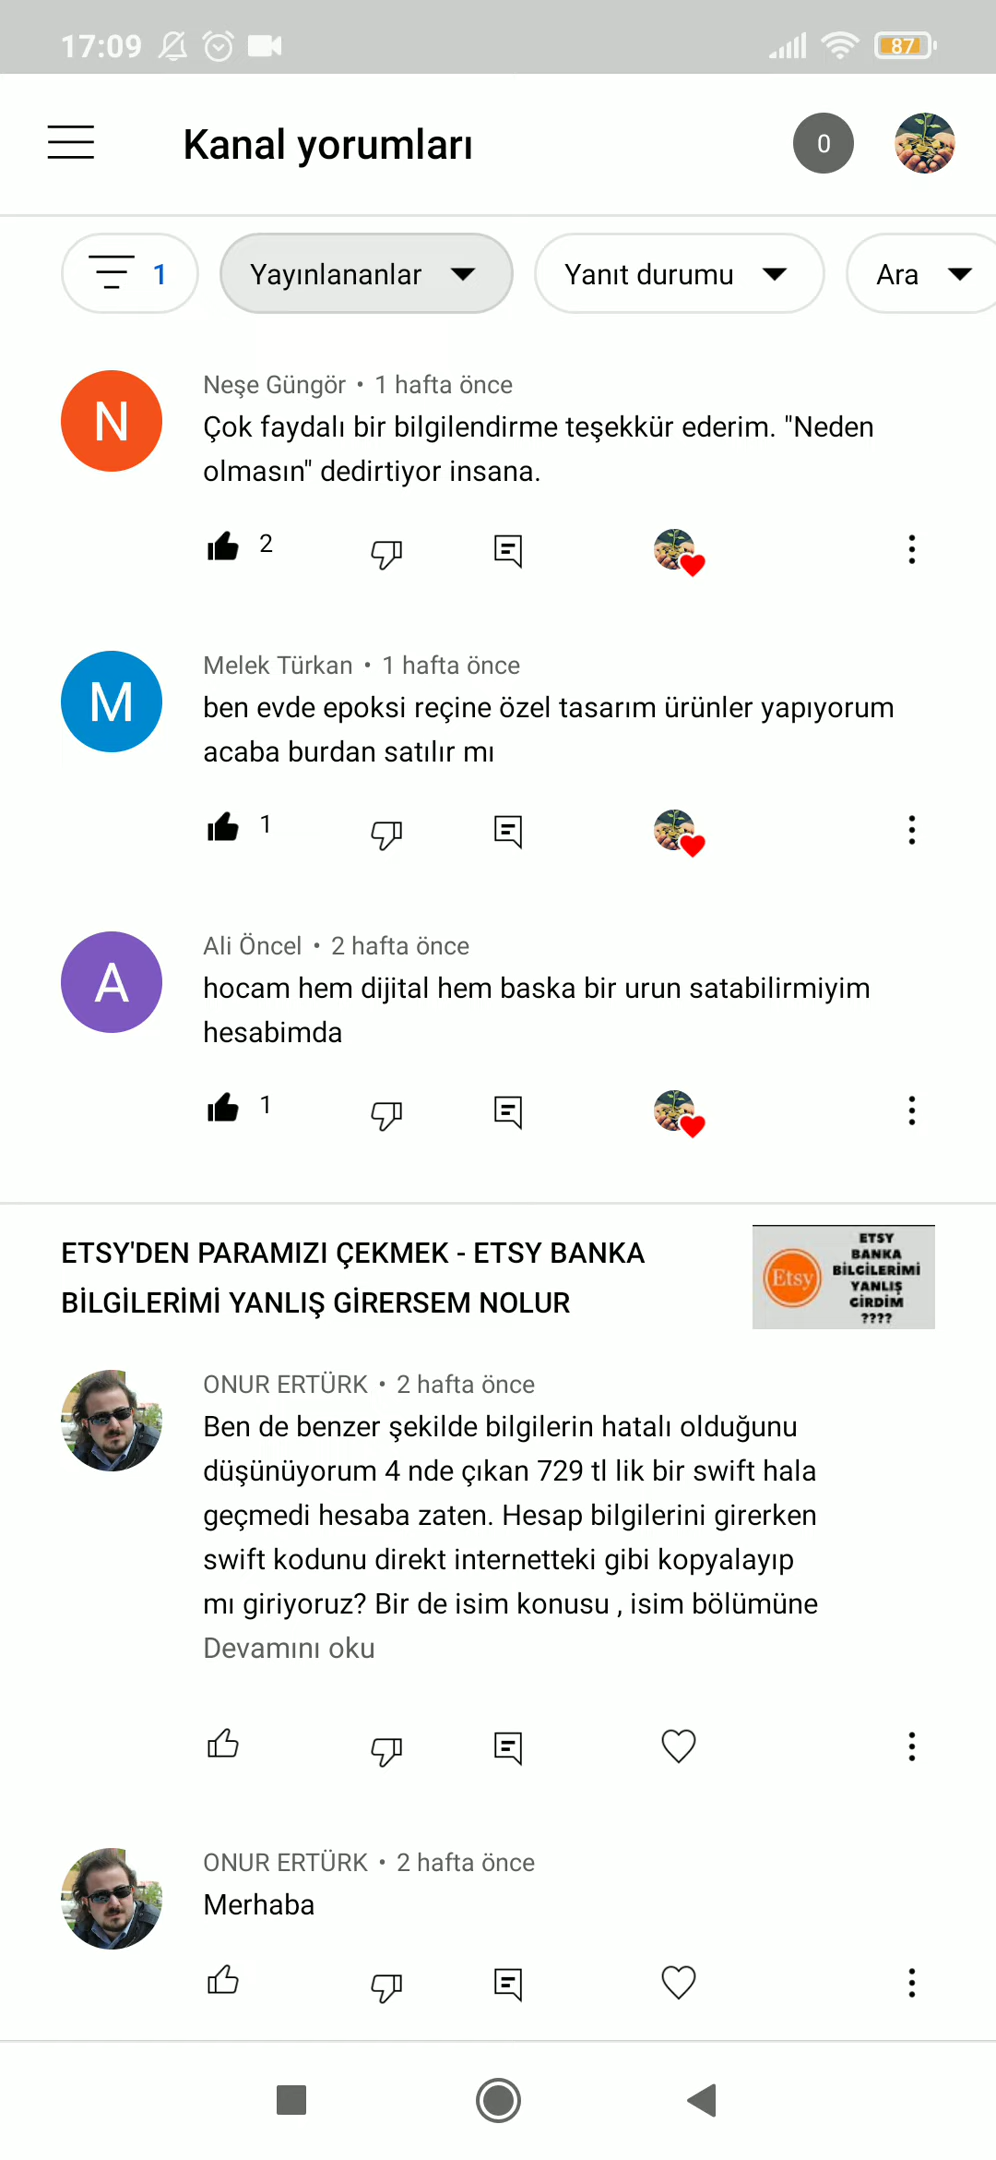 17:09
87
Kanal yorumları
0
1
Yayınlananlar
Yanıt durumu
Ara
N
Neşe Güngör • 1 hafta önce
Çok faydalı bir bilgilendirme teşekkür ederim. "Neden
olmasın" dedirtiyor insana.
2
M
Melek Türkan • 1 hafta önce
ben evde epoksi reçine özel tasarım ürünler yapıyorum
acaba burdan satılır mı
1
A
Ali Öncel • 2 hafta önce
hocam hem dijital hem baska bir urun satabilirmiyim
hesabimda
1
ETSY'DEN PARAMIZI ÇEKMEK - ETSY BANKA
BİLGİLERİMİ YANLIŞ GİRERSEM NOLUR
Etsy
ETSY
BANKA
BİLGİLERİMİ
YANLIŞ
GİRDİM
????
ONUR ERTÜRK • 2 hafta önce
Ben de benzer şekilde bilgilerin hatalı olduğunu
düşünüyorum 4 nde çıkan 729 tl lik bir swift hala
geçmedi hesaba zaten. Hesap bilgilerini girerken
swift kodunu direkt internetteki gibi kopyalayıp
mı giriyoruz? Bir de isim konusu , isim bölümüne
Devamını oku
ONUR ERTÜRK • 2 hafta önce
Merhaba